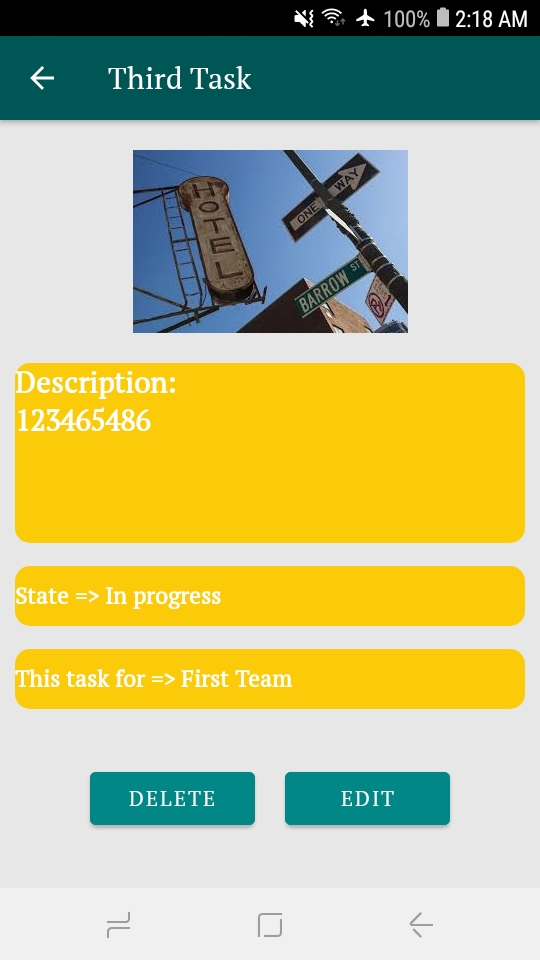 100% 2:18 AM
Third Task
HOTEL
ONE WAY
BARROW ST
Description:
123465486
State => In progress
This task for => First Team
DELETE
EDIT